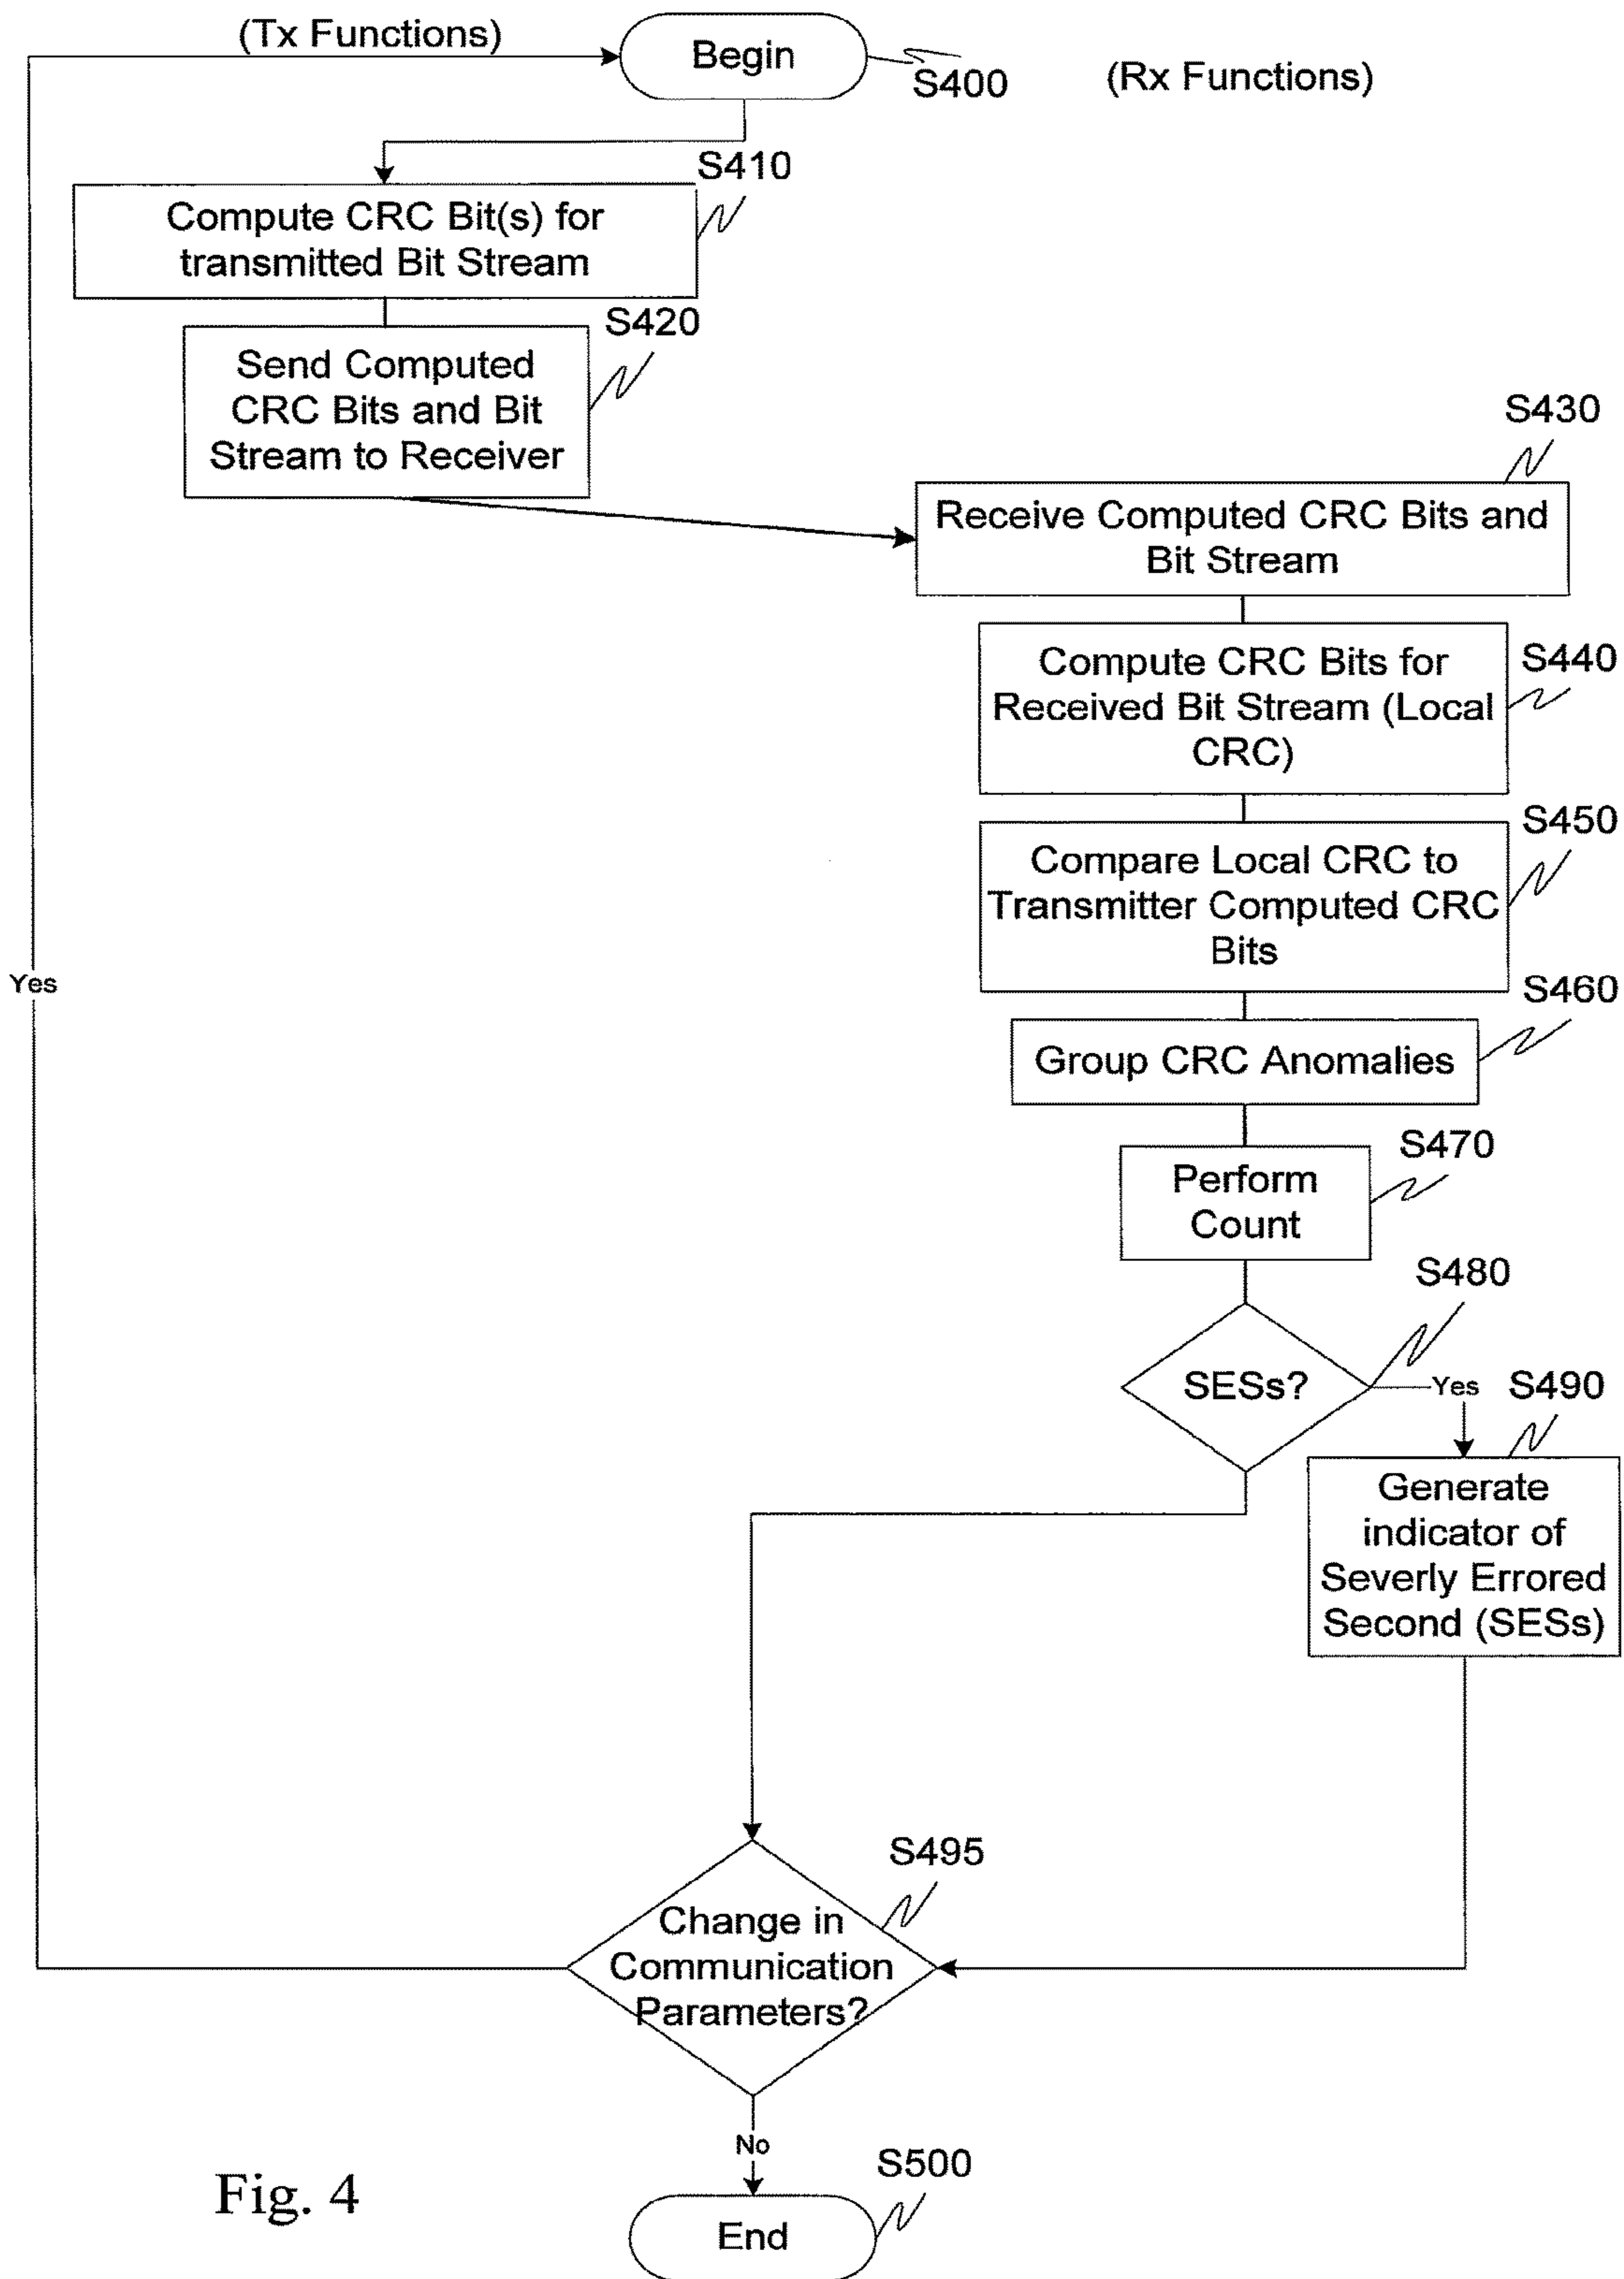 (Tx Functions)
Begin
S400
(Rx Functions)
S410
Compute CRC Bit(s) for
transmitted Bit Stream
S420
Send Computed
CRC Bits and Bit
Stream to Receiver
S430
Receive Computed CRC Bits and
Bit Stream
S440
Compute CRC Bits for
Received Bit Stream (Local
CRC)
S450
Compare Local CRC to
Transmitter Computed CRC
Bits
Yes
S460
Group CRC Anomalies
S470
Perform
Count
S480
SESs?
Yes
S490
Generate
indicator of
Severly Errored
Second (SESs)
S495
Change in
Communication
Parameters?
No
S500
End
Fig. 4